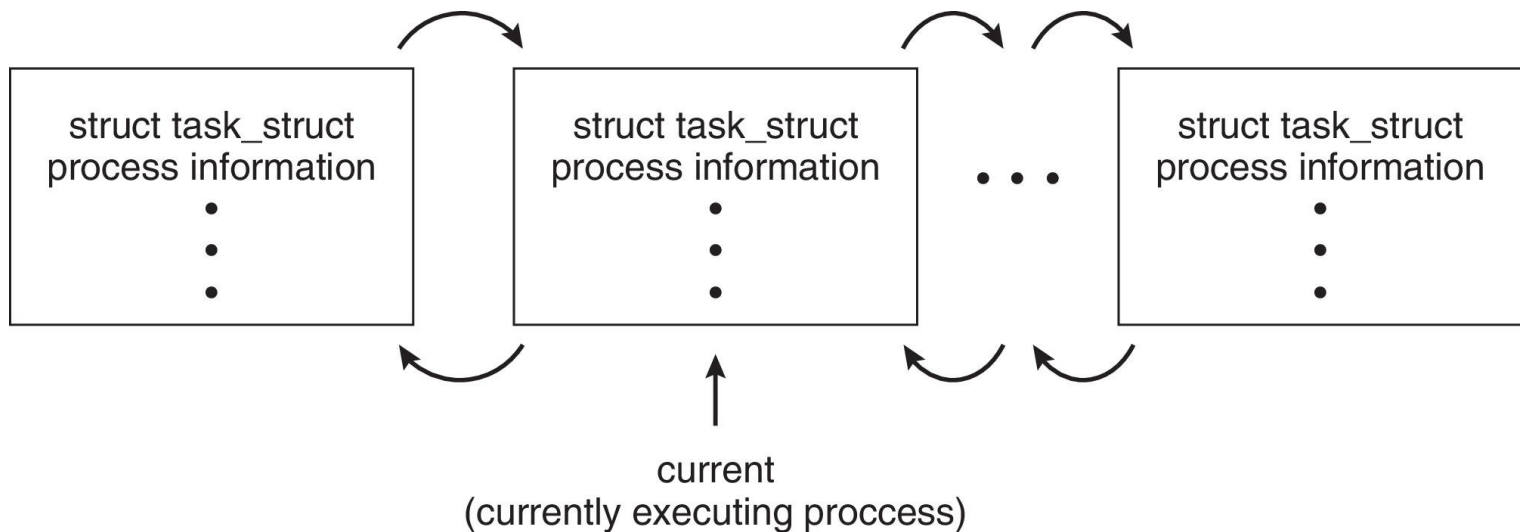 struct task_struct
process information
struct task_struct
process information
struct task_struct
process information
current
(currently executing proccess)